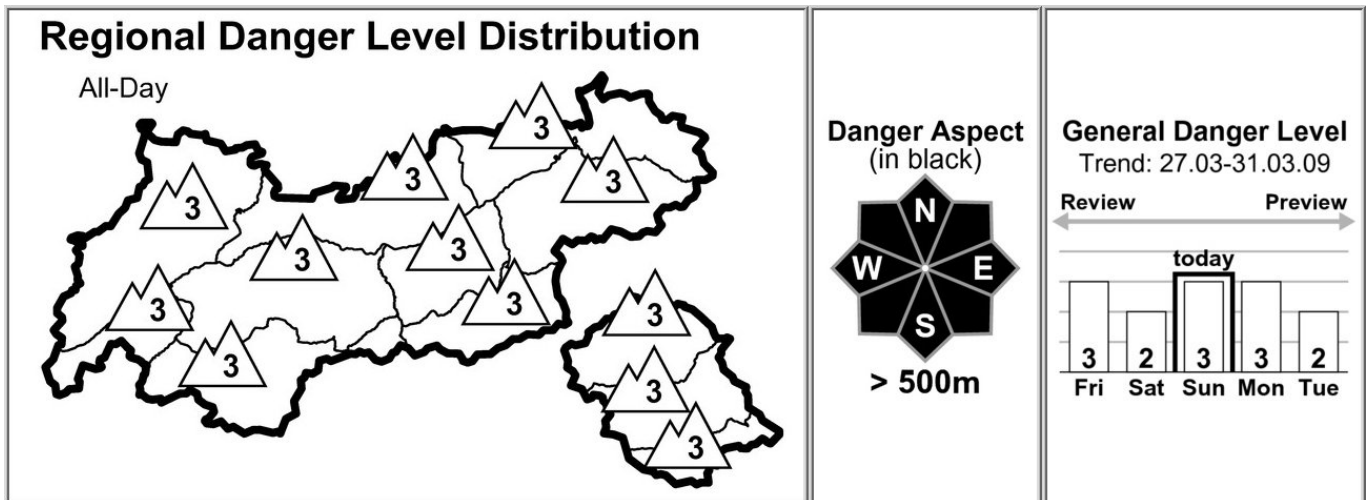 Regional Danger Level Distribution
All-Day
3
3
3
3
3
3
3
3
3
3
3
3
3
Danger Aspect
(in black)
N
W E
S
> 500m
General Danger Level
Trend: 27.03-31.03.09
Review Preview
today
3 2 3 3 2
Fri Sat Sun Mon Tue